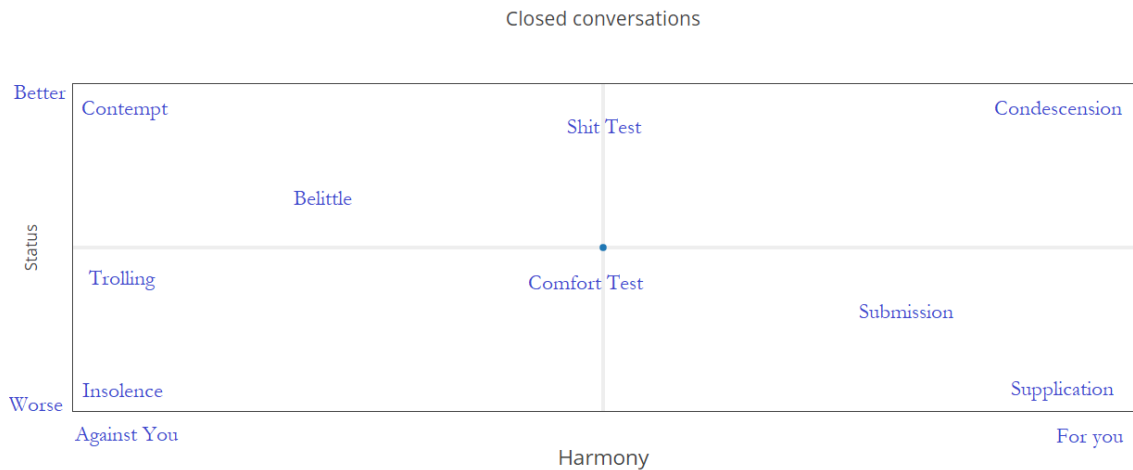 Closed conversations
Better
Contempt
Condescension
Shit Test
Belittle
Status
Trolling
Comfort Test
Submission
Insolence
Supplication
Worse
Against You
For you
Harmony